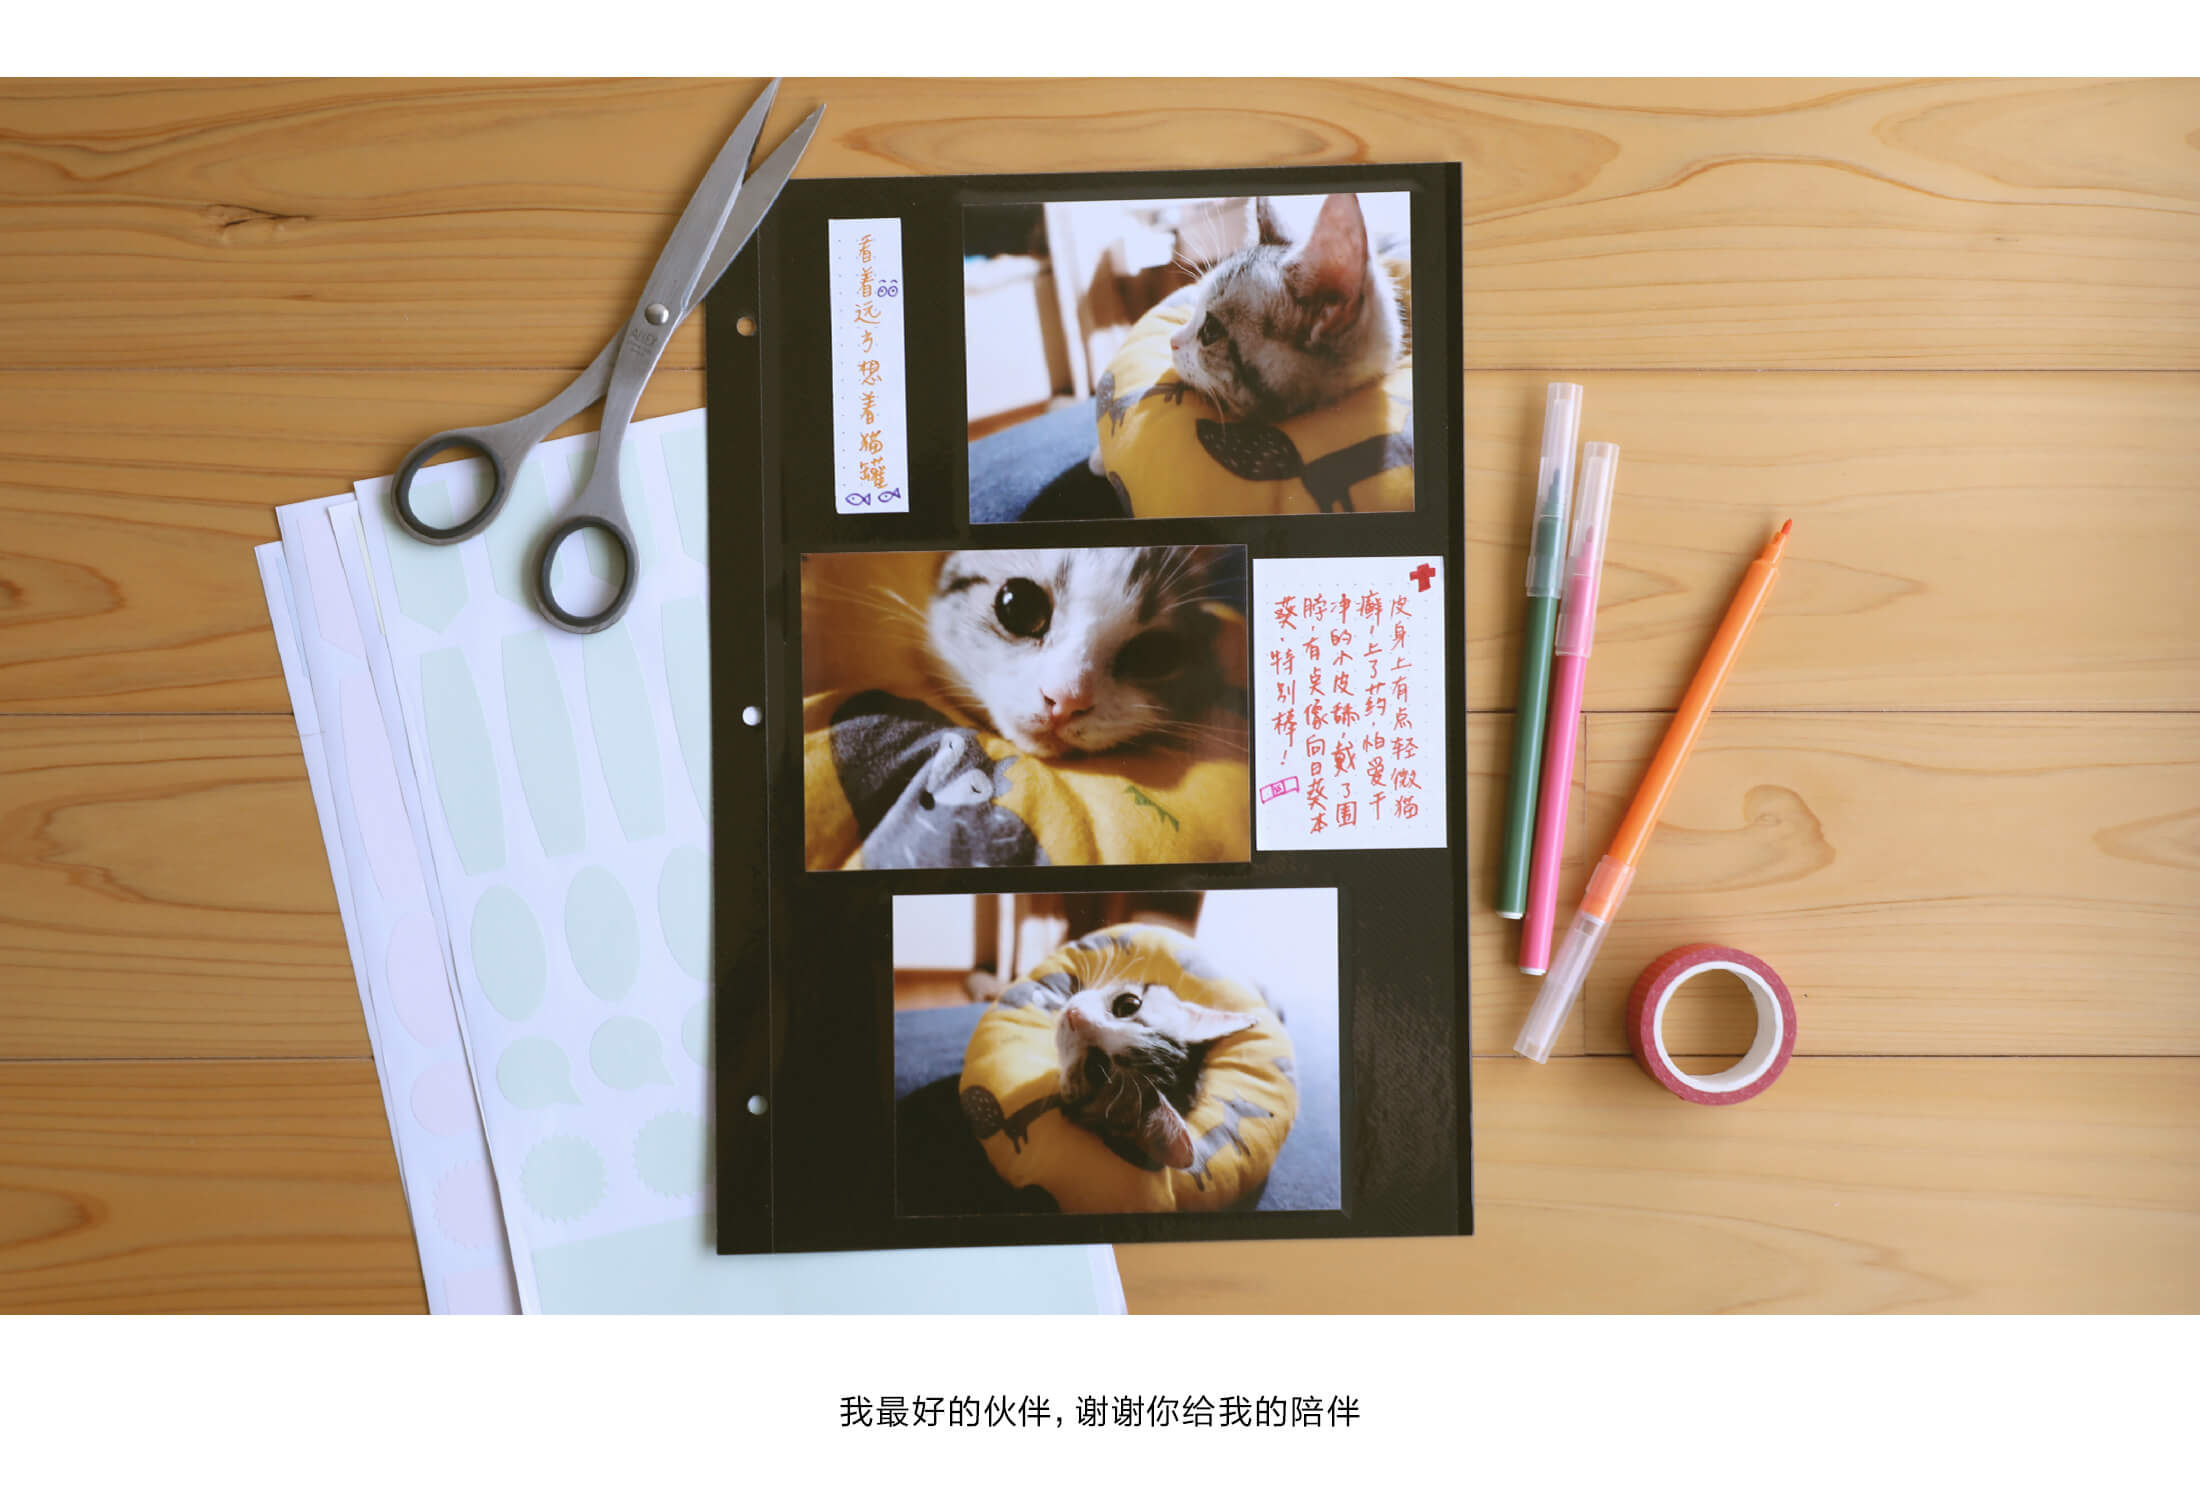 看着远方想着猫罐
皮身上有点轻微猫
癣，上了药，怕爱干
净的小皮舔，戴了围
脖，有点像向日葵本
葵，特别棒！
我最好的伙伴，谢谢你给我的陪伴